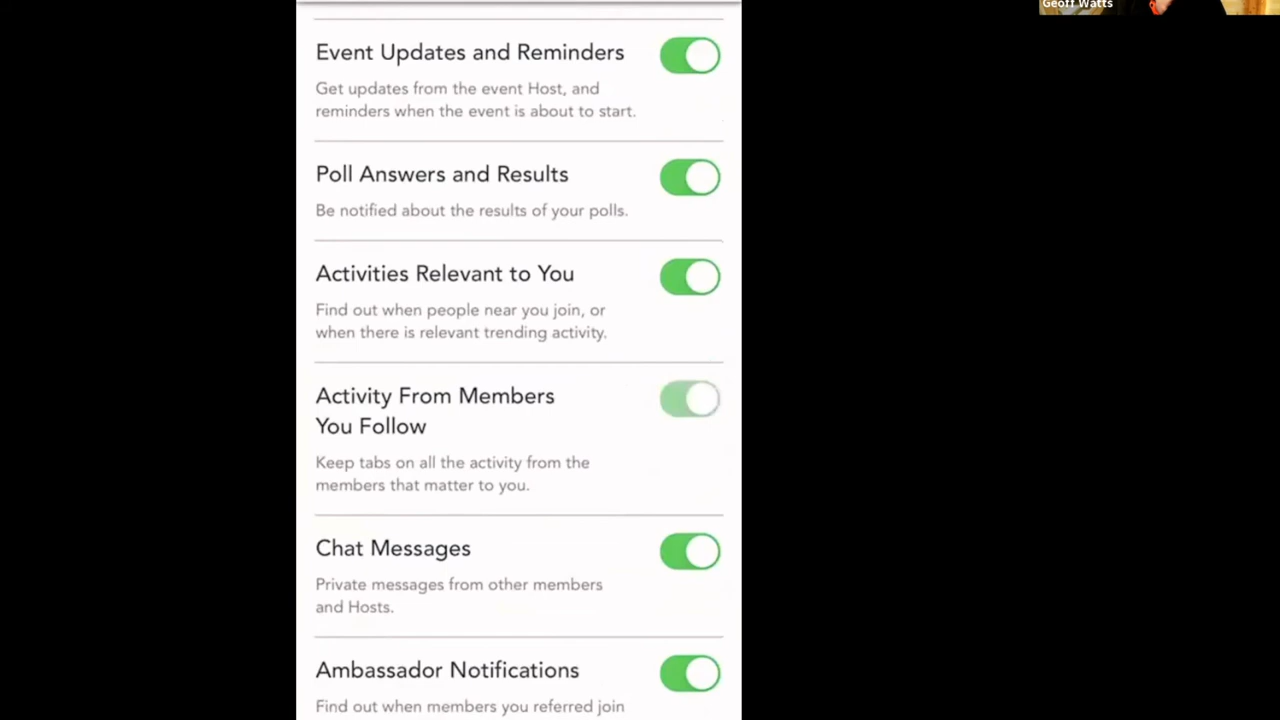 Geoff Watts
Event Updates and Reminders
Get updates from the event Host, and
reminders when the event is about to start.
Poll Answers and Results
Be notified about the results of your polls.
Activities Relevant to You
Find out when people near you join, or
when there is relevant trending activity.
Activity From Members
You Follow
Keep tabs on all the activity from the
members that matter to you.
Chat Messages
Private messages from other members
and Hosts.
Ambassador Notifications
Find out when members you referred join